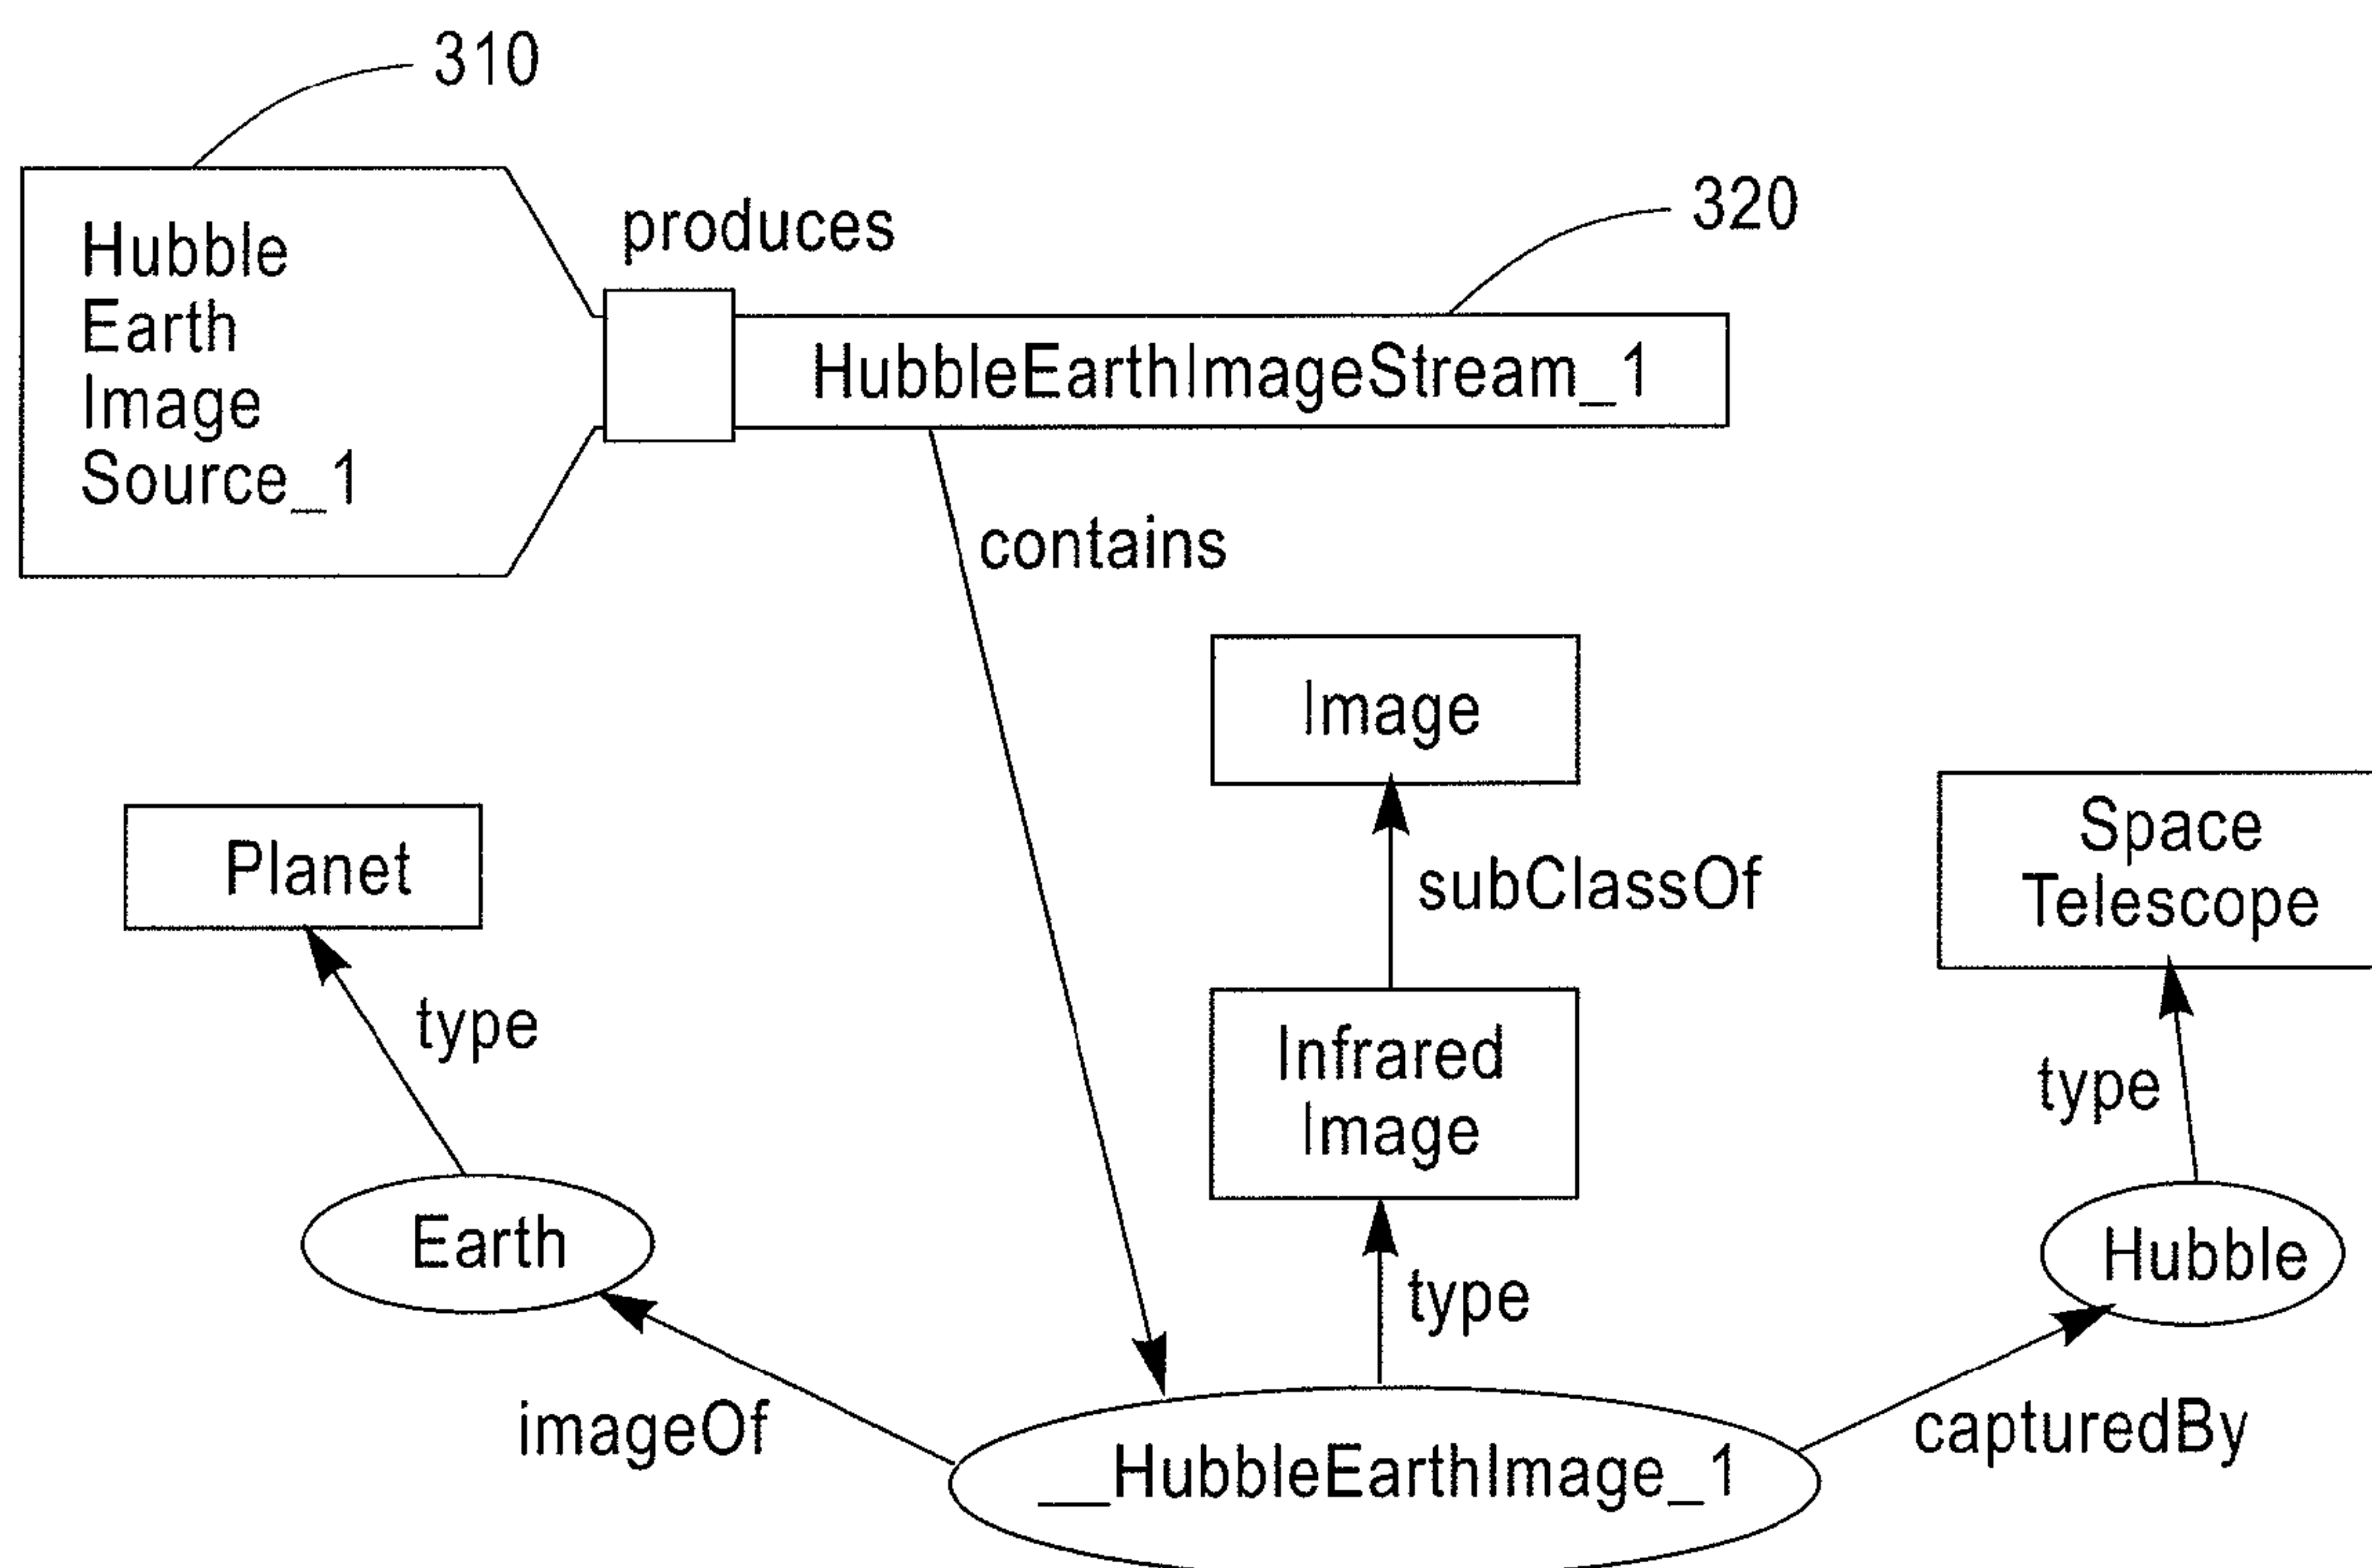 310
Hubble
Earth
Image
Source_1
produces
320
HubbleEarthImageStream_1
contains
Image
subClassOf
Infrared
Image
Planet
Space
Telescope
type
type
Earth
Hubble
type
imageOf
capturedBy
__HubbleEarthImage_1